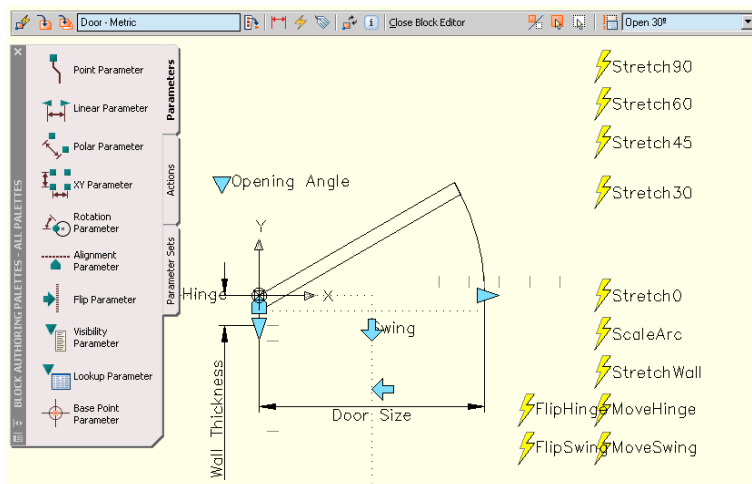 Door - Metric
Close Block Editor
Open 30º
Point Parameter
Linear Parameter
Polar Parameter
XY Parameter
Rotation
Parameter
Alignment
Parameter
Flip Parameter
Visibility
Parameter
Lookup Parameter
Base Point
Parameter
Parameters
Actions
Parameter Sets
BLOCK AUTHORING PALETTES - ALL PALETTES
Opening Angle
Y
X
Hinge
Swing
Door Size
Wall Thickness
Stretch90
Stretch60
Stretch45
Stretch30
Stretch0
ScaleArc
StretchWall
FlipHinge
MoveHinge
FlipSwing
MoveSwing